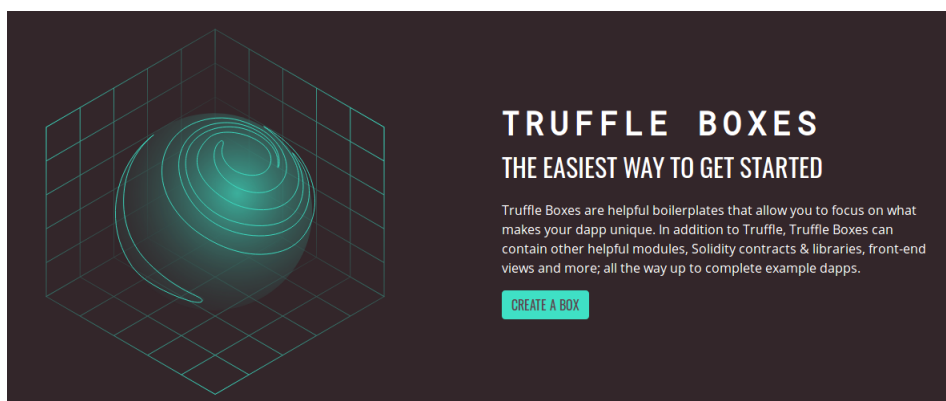 TRUFFLE BOXES
THE EASIEST WAY TO GET STARTED
Truffle Boxes are helpful boilerplates that allow you to focus on what
makes your dapp unique. In addition to Truffle, Truffle Boxes can
contain other helpful modules, Solidity contracts & libraries, front-end
views and more; all the way up to complete example dapps.
CREATE A BOX